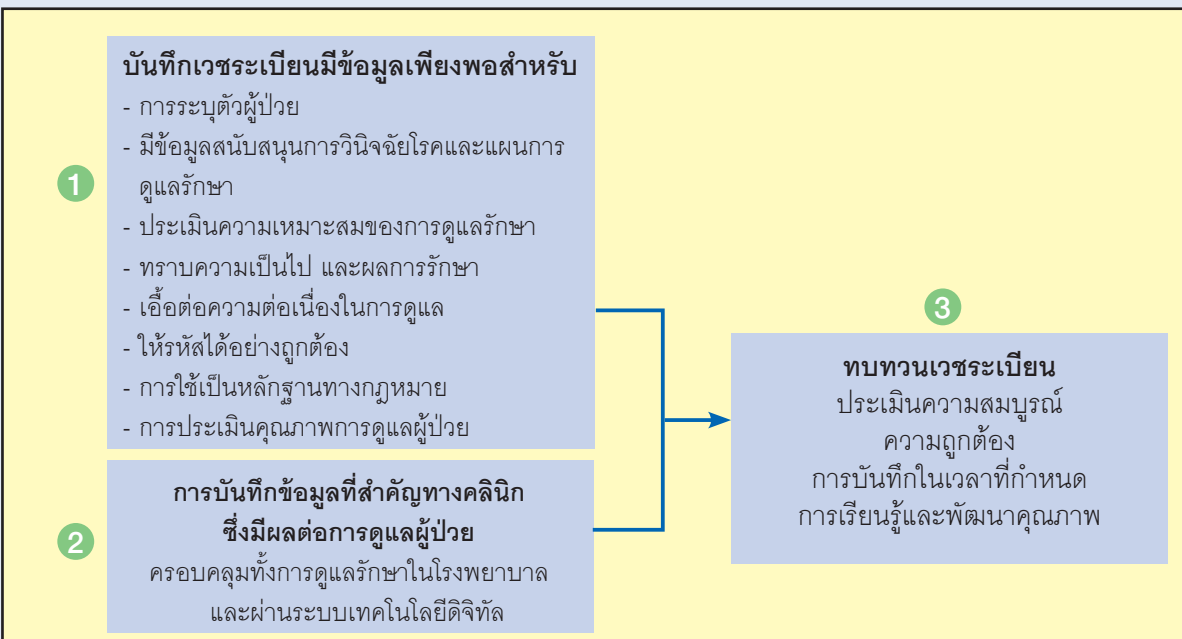 บันทึกเวชระเบียนมีข้อมูลเพียงพอสำหรับ
- การระบุตัวผู้ป่วย
- มีข้อมูลสนับสนุนการวินิจฉัยโรคและแผนการ
ดูแลรักษา
1
- ประเมินความเหมาะสมของการดูแลรักษา
- ทราบความเป็นไป และผลการรักษา
- เอื้อต่อความต่อเนื่องในการดูแล
- ให้รหัสได้อย่างถูกต้อง
- การใช้เป็นหลักฐานทางกฎหมาย
- การประเมินคุณภาพการดูแลผู้ป่วย
2
การบันทึกข้อมูลที่สำคัญทางคลินิก
ซึ่งมีผลต่อการดูแลผู้ป่วย
ครอบคลุมทั้งการดูแลรักษาในโรงพยาบาล
และผ่านระบบเทคโนโลยีดิจิทัล
3
ทบทวนเวชระเบียน
ประเมินความสมบูรณ์
ความถูกต้อง
การบันทึกในเวลาที่กำหนด
การเรียนรู้และพัฒนาคุณภาพ